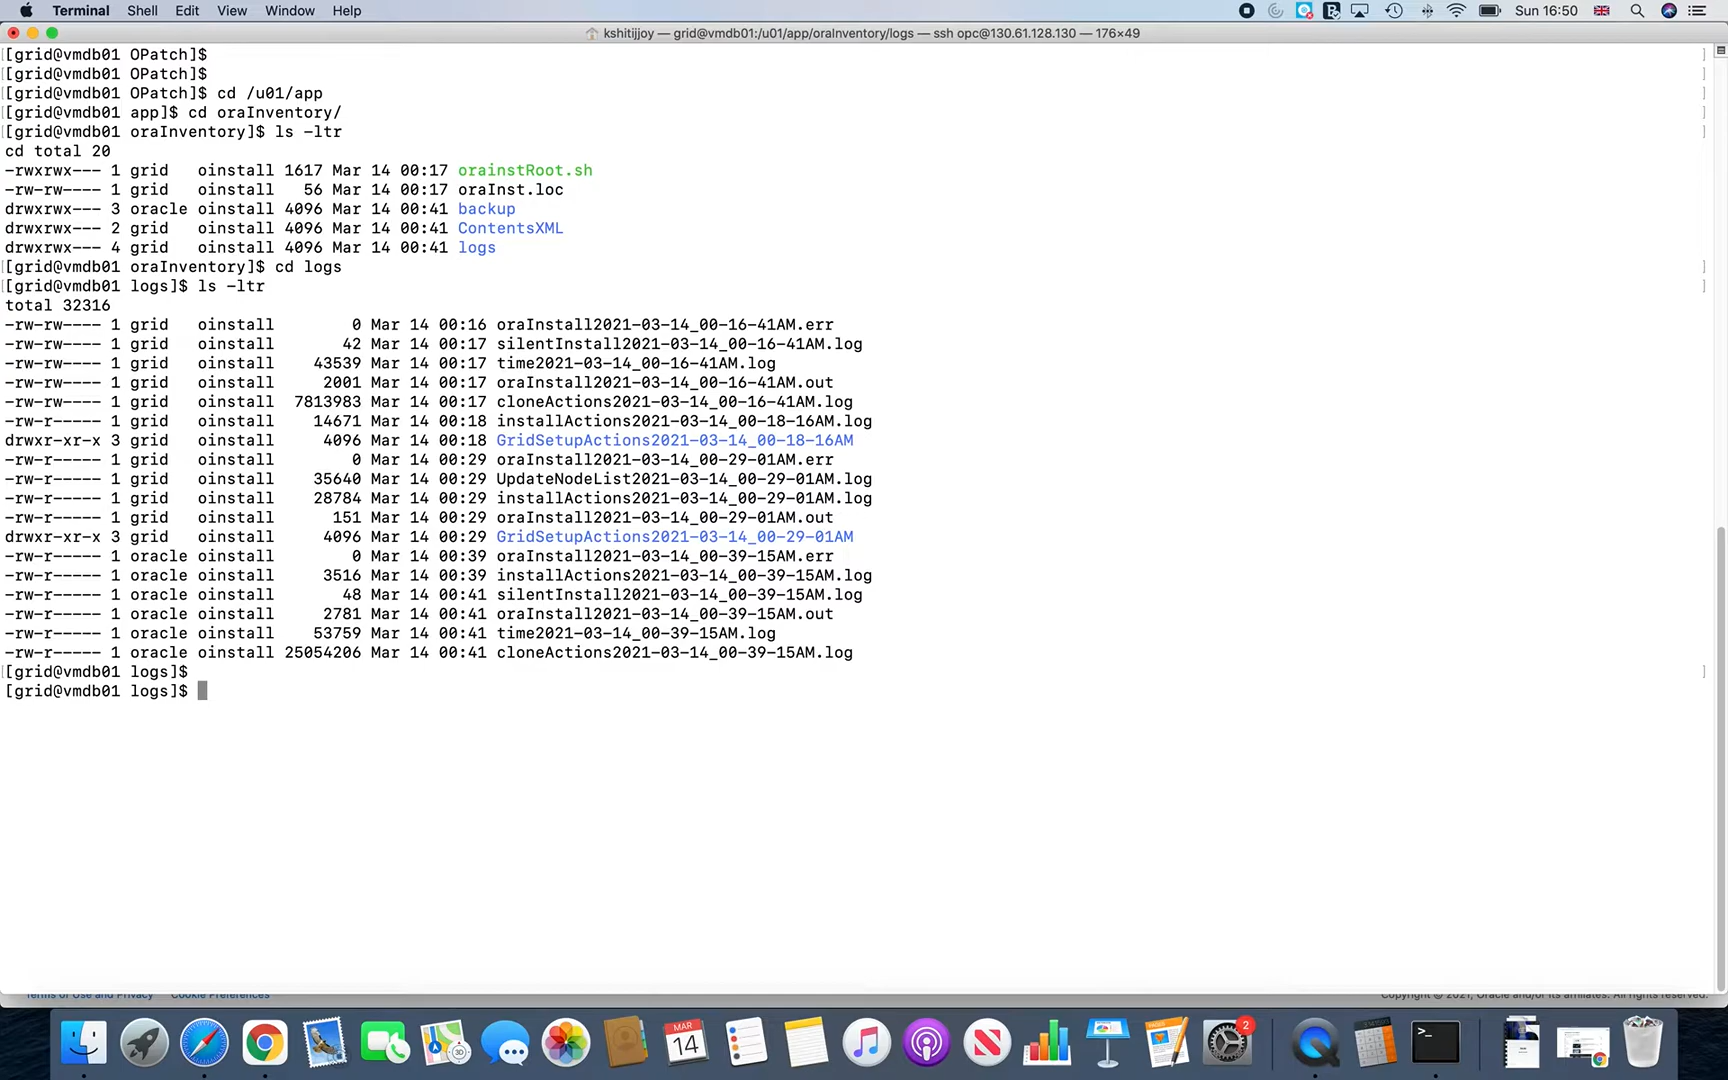 Terminal Shell Edit View Window Help Sun 16:50
kshitijjoy — grid@vmdb01:/u01/app/oraInventory/logs — ssh opc@130.61.128.130 — 176×49
[grid@vmdb01 OPatch]$
[grid@vmdb01 OPatch]$
[grid@vmdb01 OPatch]$ cd /u01/app
[grid@vmdb01 app]$ cd oraInventory/
[grid@vmdb01 oraInventory]$ ls -ltr
cd total 20
-rwxrwx--- 1 grid   oinstall 1617 Mar 14 00:17 orainstRoot.sh
-rw-rw---- 1 grid   oinstall   56 Mar 14 00:17 oraInst.loc
drwxrwx--- 3 oracle oinstall 4096 Mar 14 00:41 backup
drwxrwx--- 2 grid   oinstall 4096 Mar 14 00:41 ContentsXML
drwxrwx--- 4 grid   oinstall 4096 Mar 14 00:41 logs
[grid@vmdb01 oraInventory]$ cd logs
[grid@vmdb01 logs]$ ls -ltr
total 32316
-rw-rw---- 1 grid   oinstall        0 Mar 14 00:16 oraInstall2021-03-14_00-16-41AM.err
-rw-rw---- 1 grid   oinstall       42 Mar 14 00:17 silentInstall2021-03-14_00-16-41AM.log
-rw-rw---- 1 grid   oinstall    43539 Mar 14 00:17 time2021-03-14_00-16-41AM.log
-rw-rw---- 1 grid   oinstall     2001 Mar 14 00:17 oraInstall2021-03-14_00-16-41AM.out
-rw-rw---- 1 grid   oinstall  7813983 Mar 14 00:17 cloneActions2021-03-14_00-16-41AM.log
-rw-r----- 1 grid   oinstall    14671 Mar 14 00:18 installActions2021-03-14_00-18-16AM.log
drwxr-xr-x 3 grid   oinstall     4096 Mar 14 00:18 GridSetupActions2021-03-14_00-18-16AM
-rw-r----- 1 grid   oinstall        0 Mar 14 00:29 oraInstall2021-03-14_00-29-01AM.err
-rw-r----- 1 grid   oinstall    35640 Mar 14 00:29 UpdateNodeList2021-03-14_00-29-01AM.log
-rw-r----- 1 grid   oinstall    28784 Mar 14 00:29 installActions2021-03-14_00-29-01AM.log
-rw-r----- 1 grid   oinstall      151 Mar 14 00:29 oraInstall2021-03-14_00-29-01AM.out
drwxr-xr-x 3 grid   oinstall     4096 Mar 14 00:29 GridSetupActions2021-03-14_00-29-01AM
-rw-r----- 1 oracle oinstall        0 Mar 14 00:39 oraInstall2021-03-14_00-39-15AM.err
-rw-r----- 1 oracle oinstall     3516 Mar 14 00:39 installActions2021-03-14_00-39-15AM.log
-rw-r----- 1 oracle oinstall       48 Mar 14 00:41 silentInstall2021-03-14_00-39-15AM.log
-rw-r----- 1 oracle oinstall     2781 Mar 14 00:41 oraInstall2021-03-14_00-39-15AM.out
-rw-r----- 1 oracle oinstall    53759 Mar 14 00:41 time2021-03-14_00-39-15AM.log
-rw-r----- 1 oracle oinstall 25054206 Mar 14 00:41 cloneActions2021-03-14_00-39-15AM.log
[grid@vmdb01 logs]$
[grid@vmdb01 logs]$
Terms of Use and Privacy Cookie Preferences Copyright © 2021, Oracle and/or its affiliates. All rights reserved.
MAR
14
2
>_